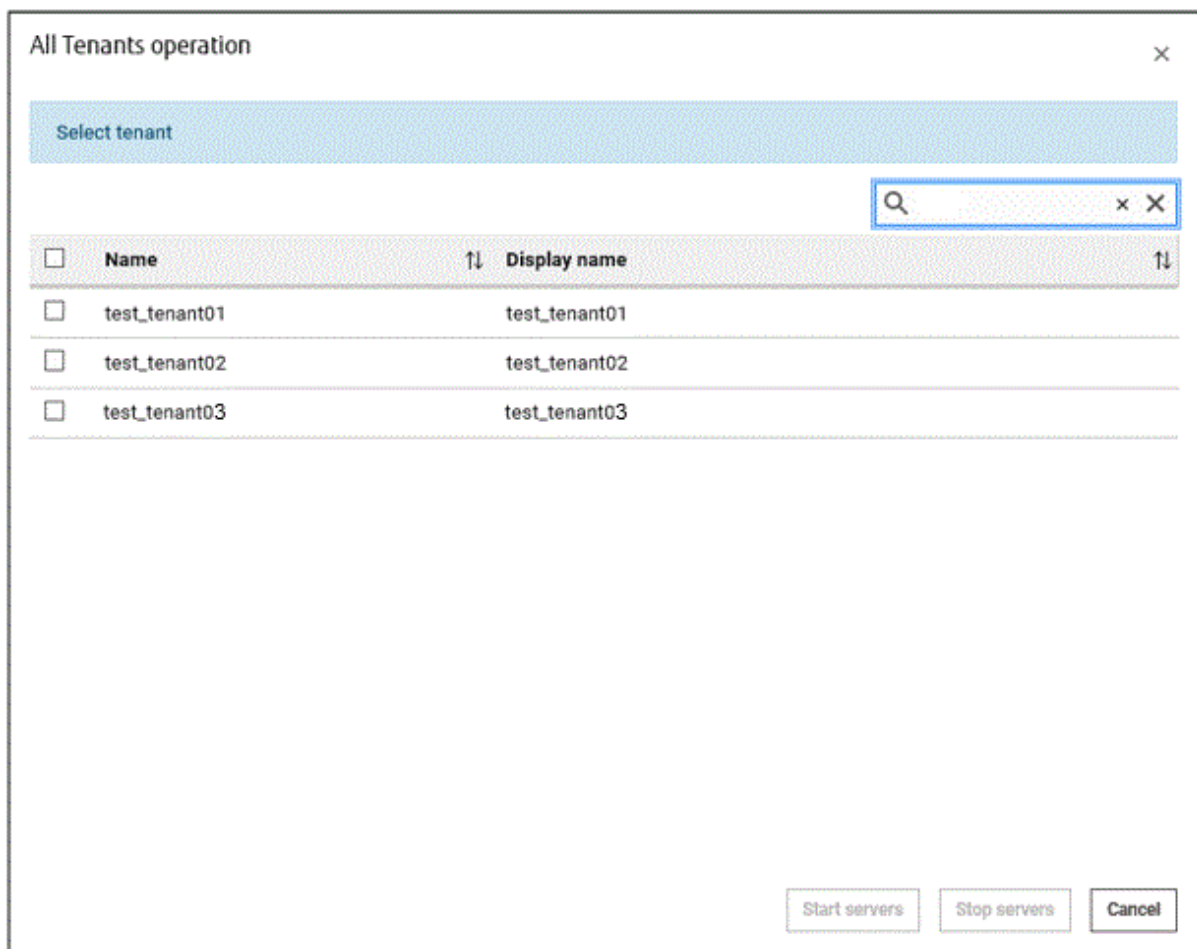 All Tenants operation
Select tenant
Name Display name
test_tenant01 test_tenant01
test_tenant02 test_tenant02
test_tenant03 test_tenant03
Start servers Stop servers Cancel